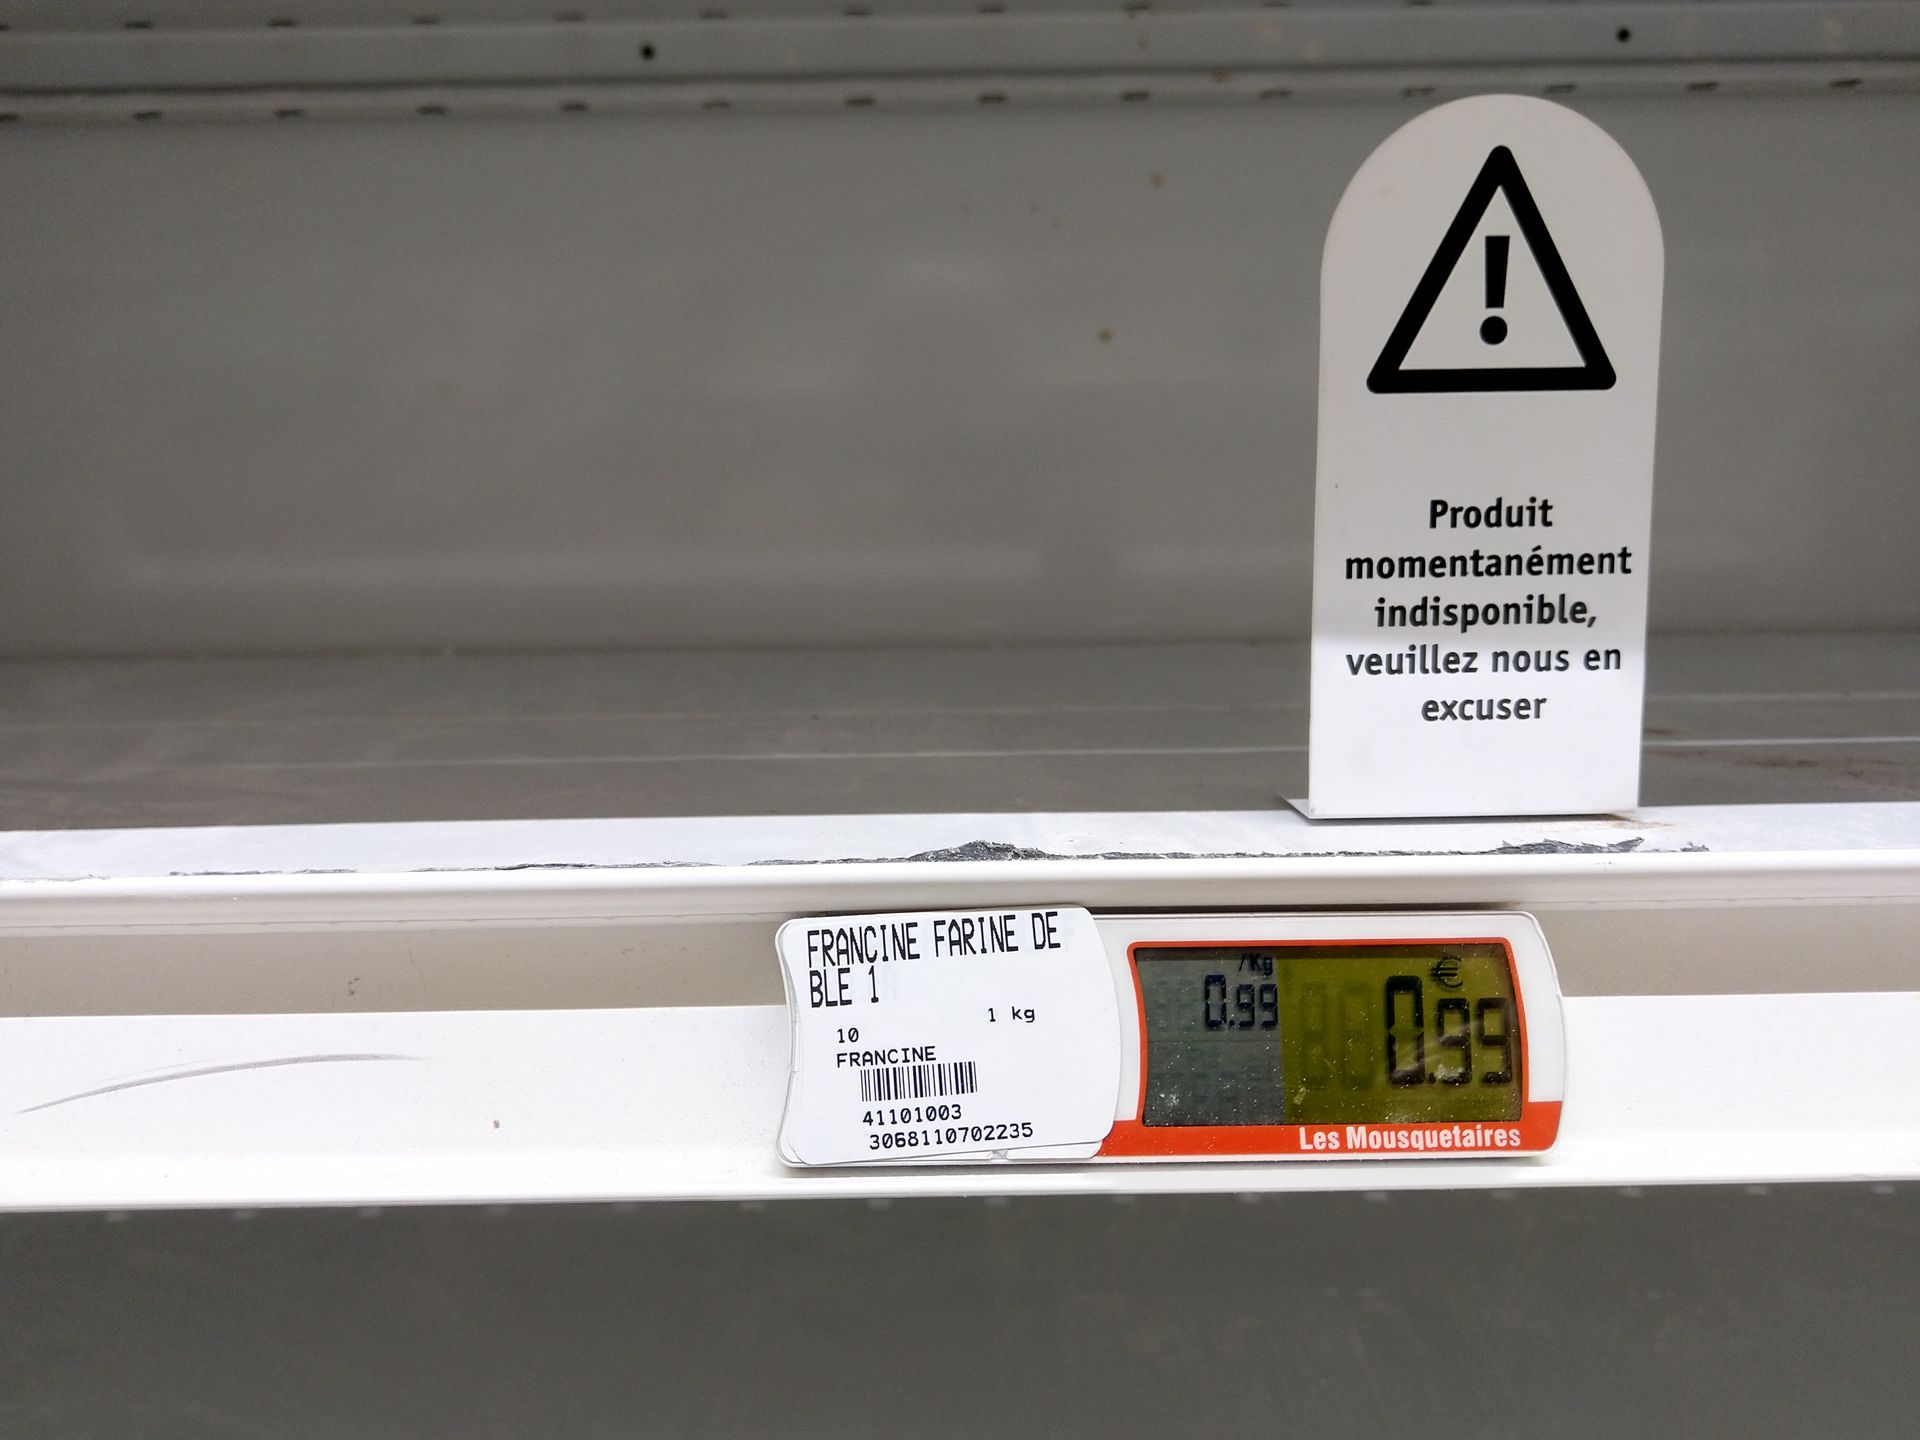 Produit
momentanément
indisponible,
veuillez nous en
excuser
FRANCINE FARINE DE
BLE 1
1 kg
10
FRANCINE
41101003
3068110702235
/Kg
0.99
€
0.99
Les Mousquetaires